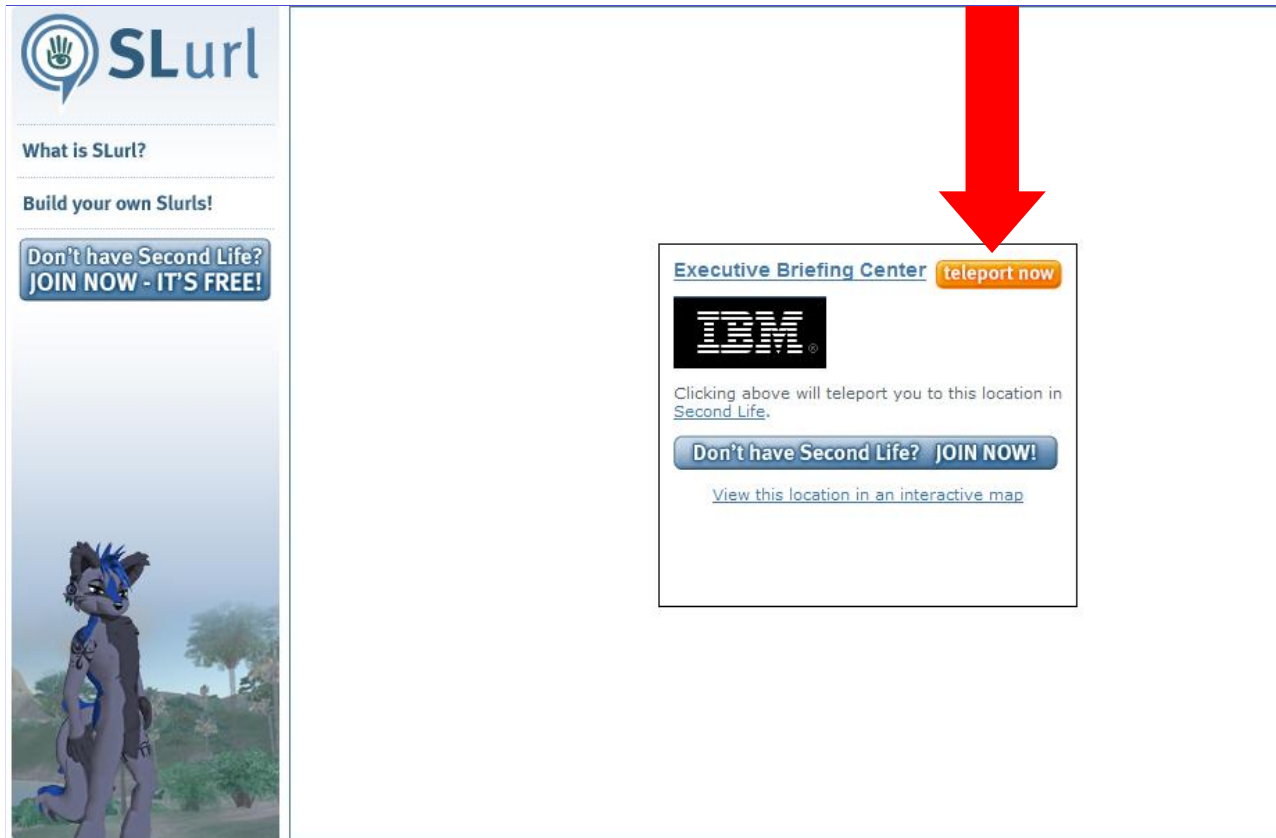 SLurl
What is SLurl?
Build your own Slurls!
Don't have Second Life?
JOIN NOW - IT'S FREE!
Executive Briefing Center
teleport now
IBM®
Clicking above will teleport you to this location in
Second Life.
Don't have Second Life? JOIN NOW!
View this location in an interactive map